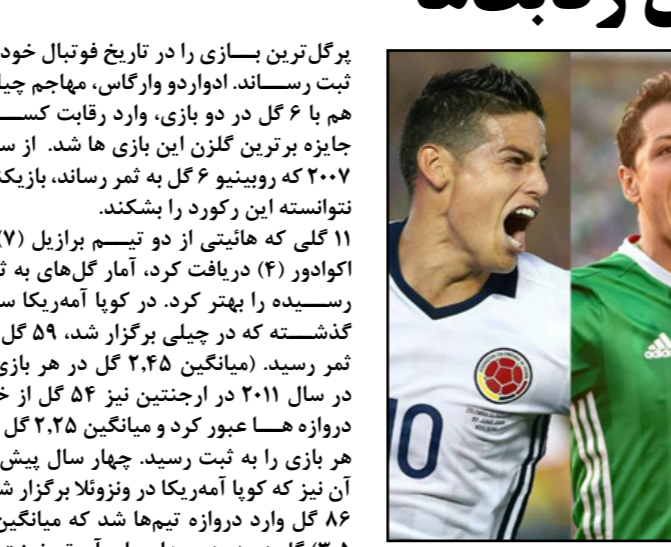 پرگل‌ترین بـــازی را در تاریخ فوتبال خود
ثبت رســـاند. ادواردو وارگاس، مهاجم
هم با ۶ گل در دو بازی، وارد رقابت
جایزه برترین گلزن این بازی ها شد. از
۲۰۰۷ که روبینیو ۶ گل به ثمر رساند،
نتوانسته این رکورد را بشکند.
۱۱ گلی که هائیتی از دو تیـــم برازیل (۷)
اکوادور (۴) دریافت کرد، آمار گل‌های به
رســـیده را بهتر کرد. در کوپا آمه‌ریکا
گذشـــته که در چیلی برگزار شد، ۵۹ گل
ثمر رسید. (میانگین ۲,۴۵ گل در هر بازی
در سال ۲۰۱۱ در ارجنتین نیز ۵۴ گل از
دروازه هـــا عبور کرد و میانگین ۲,۲۵ گل
هر بازی را به ثبت رسید. چهار سال پیش
آن نیز که کوپا آمه‌ریکا در ونزوئلا برگزار
۸۶ گل وارد دروازه تیم‌ها شد که میانگین
10